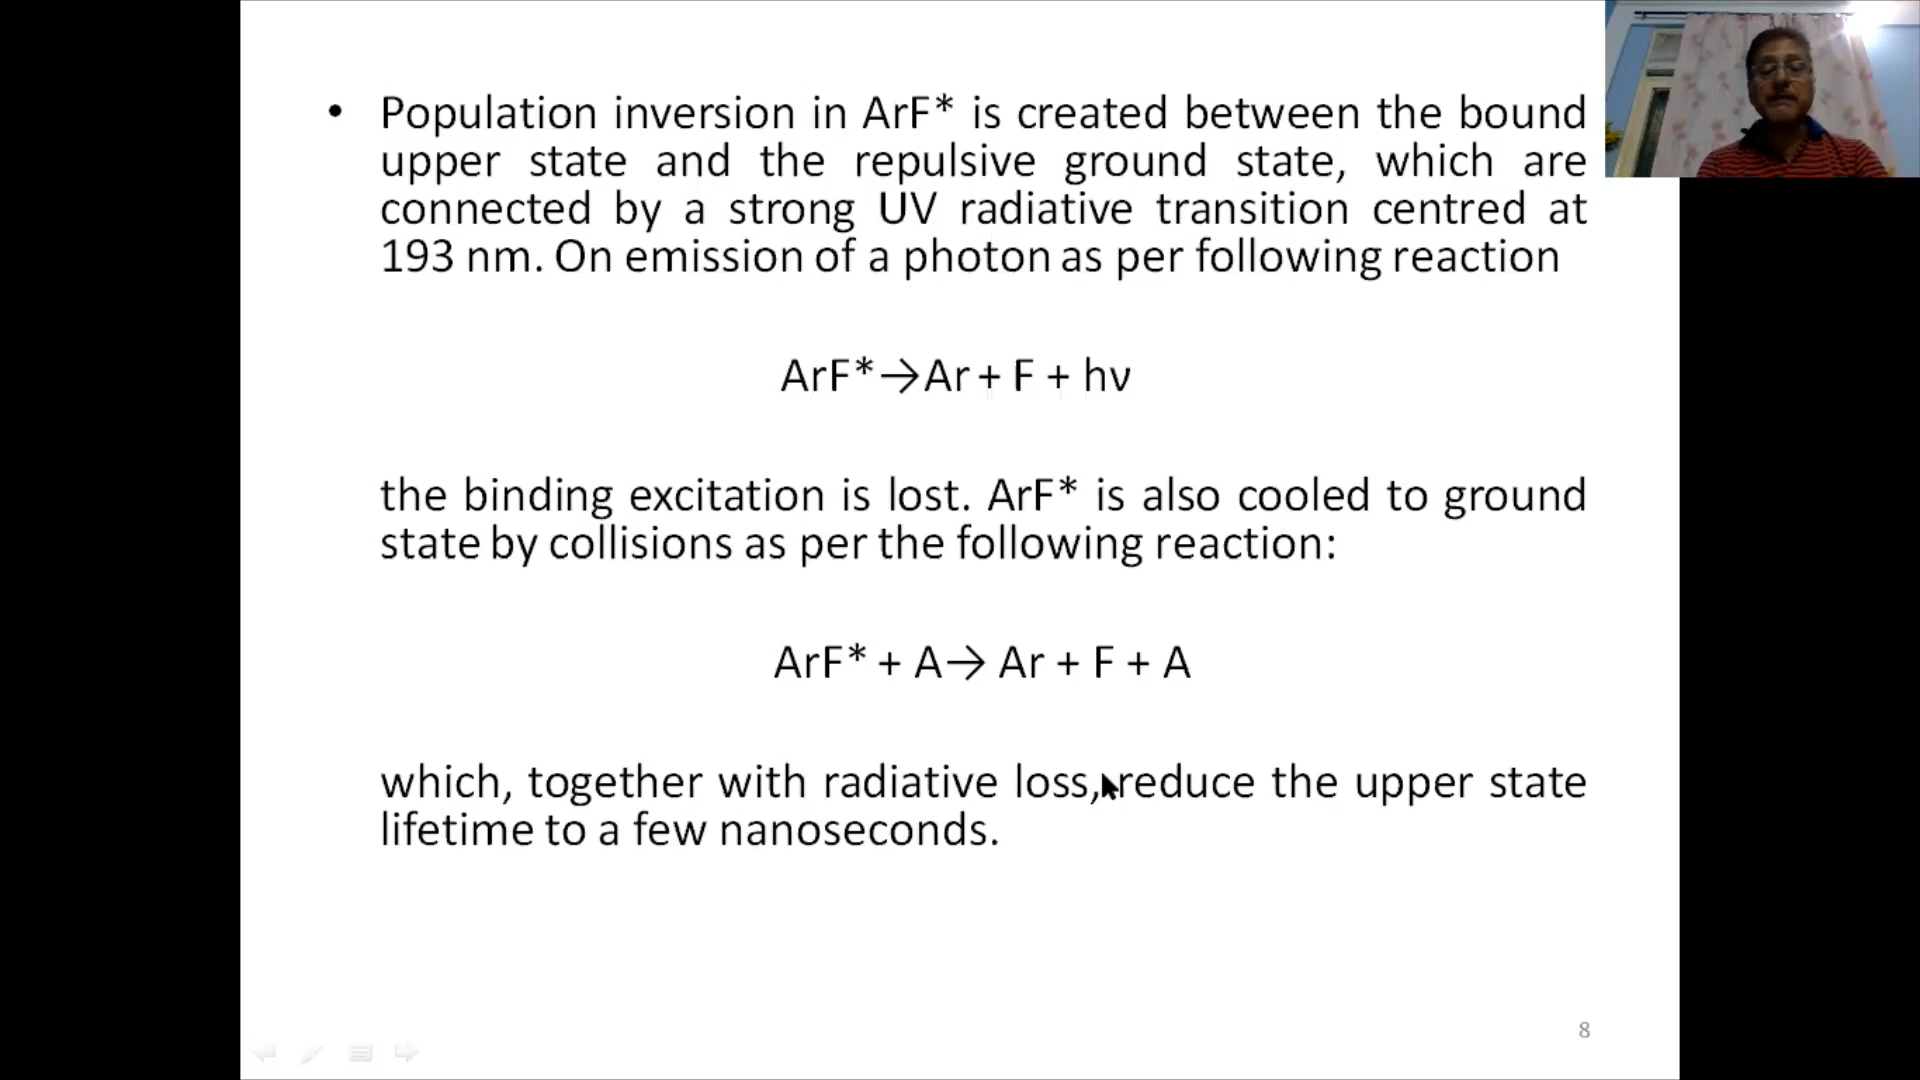 • Population inversion in ArF* is created between the bound
upper state and the repulsive ground state, which are
connected by a strong UV radiative transition centred at
193 nm. On emission of a photon as per following reaction
ArF*→Ar + F + hν
the binding excitation is lost. ArF* is also cooled to ground
state by collisions as per the following reaction:
ArF* + A→ Ar + F + A
which, together with radiative loss, reduce the upper state
lifetime to a few nanoseconds.
8